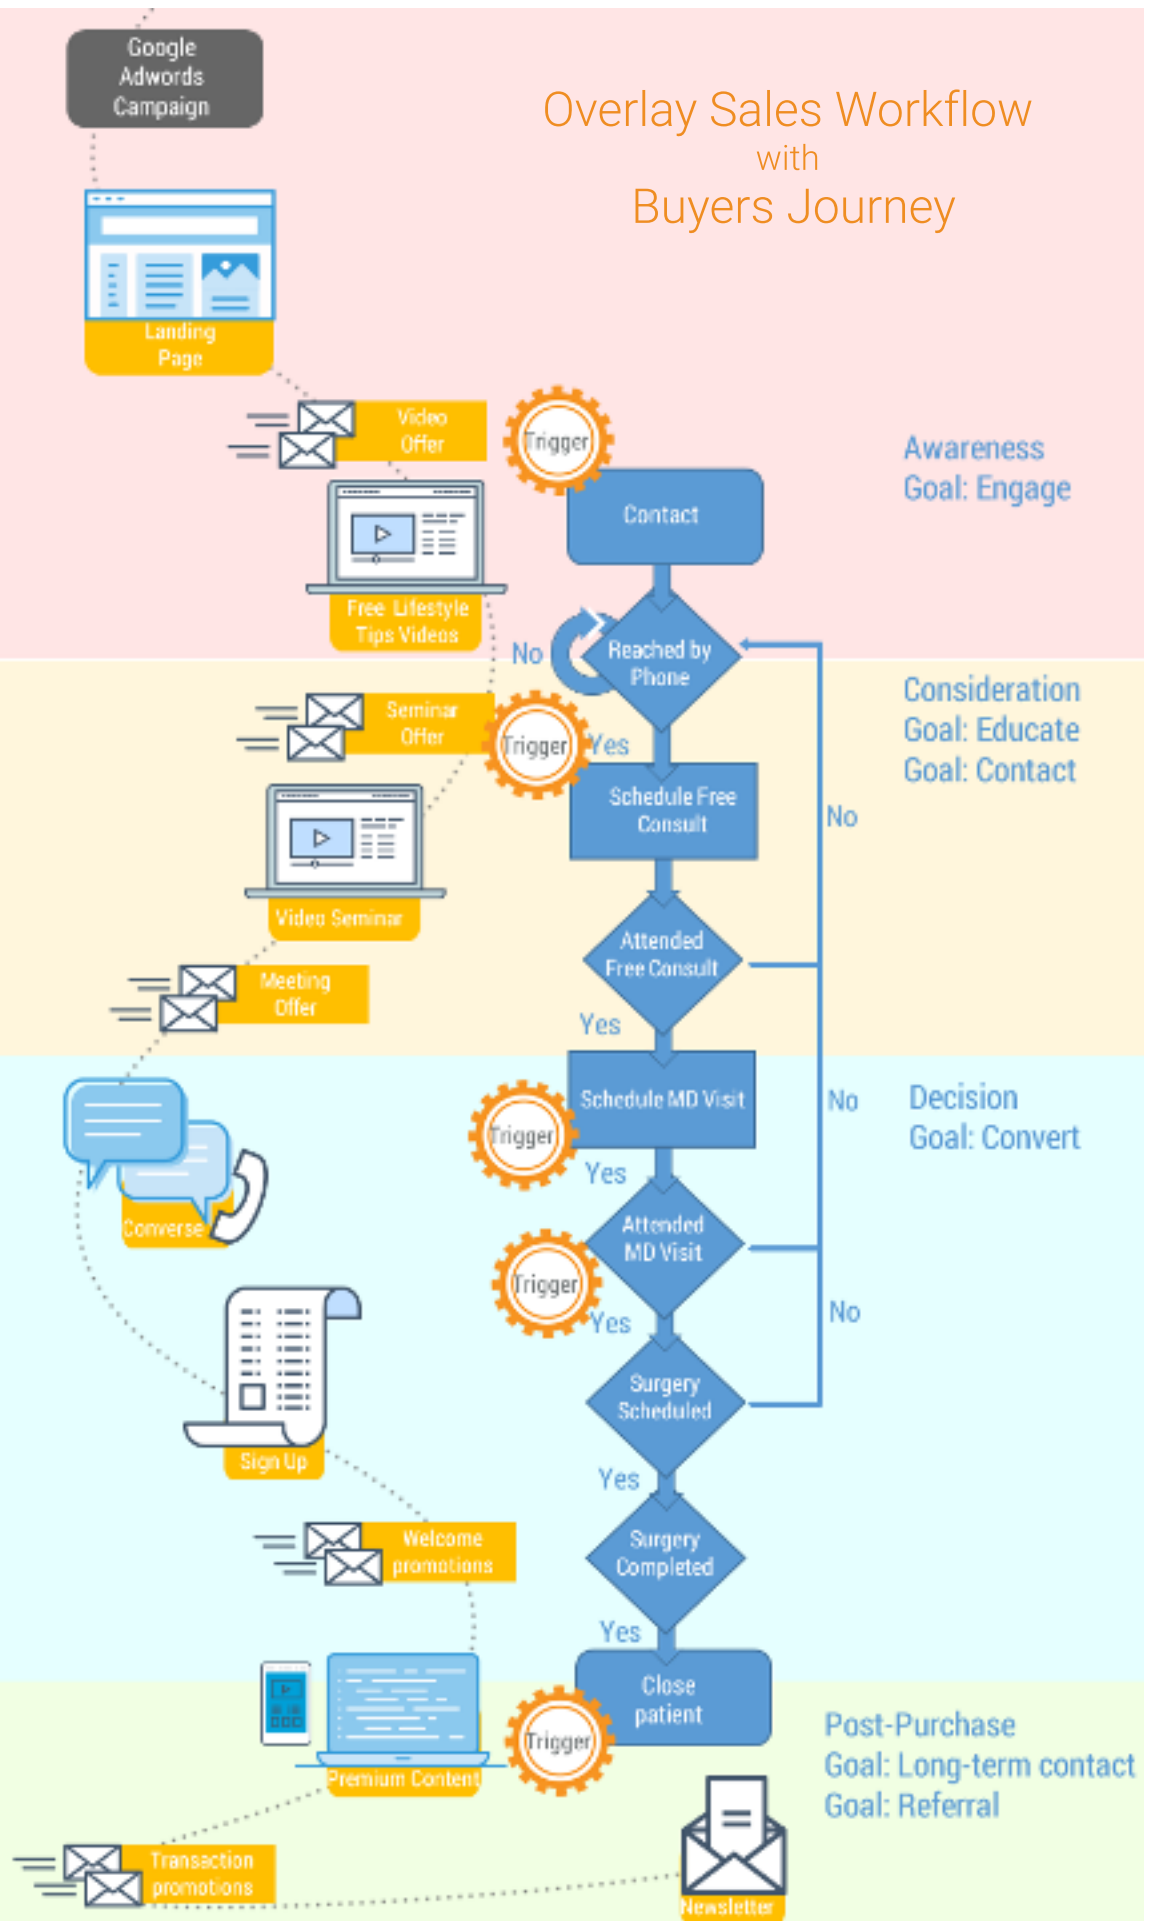 Google
Adwords
Campaign
Overlay Sales Workflow
with
Buyers Journey
Landing
Page
Video
Offer
Trigger
Contact
Awareness
Goal: Engage
Free Lifestyle
Tips Videos
No
Reached by
Phone
Consideration
Goal: Educate
Goal: Contact
Seminar
Offer
Trigger
Yes
Schedule Free
Consult
No
Video Seminar
Attended
Free Consult
Meeting
Offer
Yes
Schedule MD Visit
No
Decision
Goal: Convert
Trigger
Yes
Converse
Attended
MD Visit
Trigger
Yes
No
Surgery
Scheduled
Sign Up
Yes
Welcome
promotions
Surgery
Completed
Yes
Close
patient
Trigger
Premium Content
Post-Purchase
Goal: Long-term contact
Goal: Referral
Transaction
promotions
Newsletter